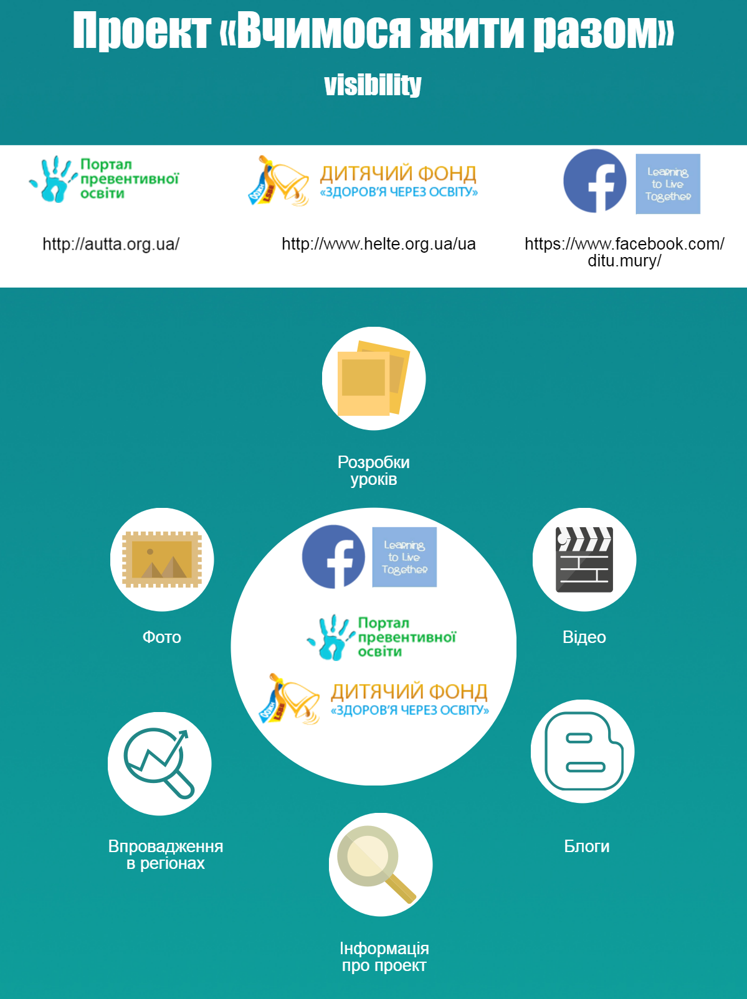 Проект «Вчимося жити разом»
visibility
Портал
превентивної
освіти
LSBE
ДИТЯЧИЙ ФОНД
«ЗДОРОВ'Я ЧЕРЕЗ ОСВІТУ»
f
Learning
to Live
Together
http://autta.org.ua/
http://www.helte.org.ua/ua
https://www.facebook.com/
ditu.mury/
Розробки
уроків
Фото
f
Learning
to Live
Together
Портал
превентивної
освіти
LSBE
ДИТЯЧИЙ ФОНД
«ЗДОРОВ'Я ЧЕРЕЗ ОСВІТУ»
Відео
Впровадження
в регіонах
Блоги
Інформація
про проект